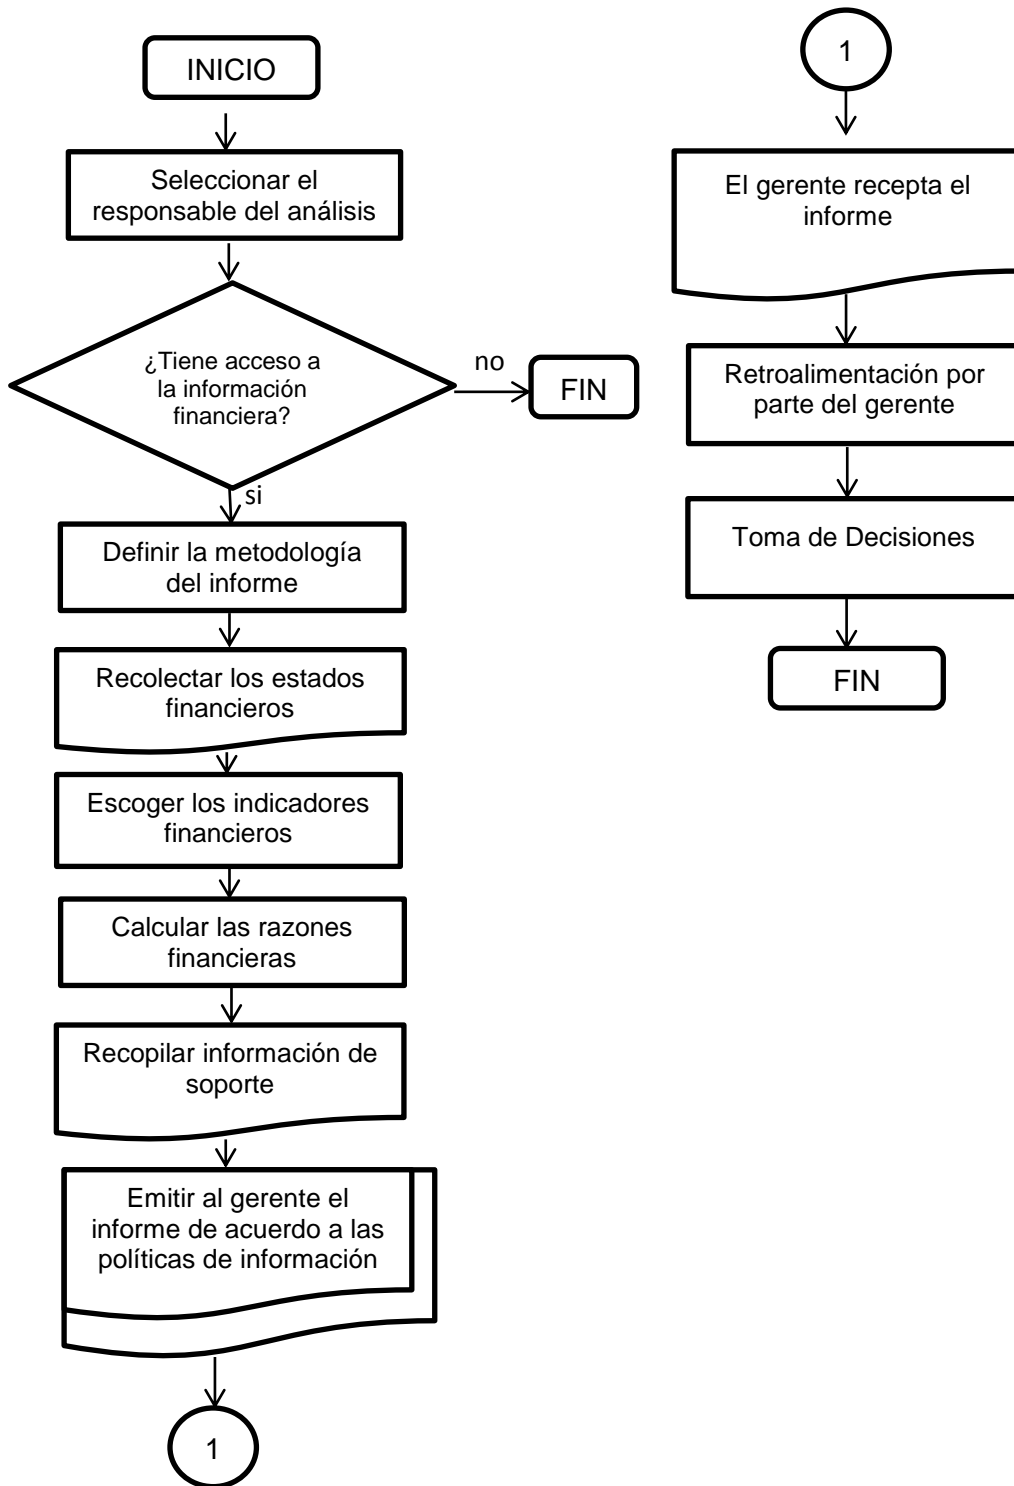 INICIO
Seleccionar el
responsable del análisis
¿Tiene acceso a
la información
financiera?
no
FIN
si
Definir la metodología
del informe
Recolectar los estados
financieros
Escoger los indicadores
financieros
Calcular las razones
financieras
Recopilar información de
soporte
Emitir al gerente el
informe de acuerdo a las
políticas de información
1
1
El gerente recepta el
informe
Retroalimentación por
parte del gerente
Toma de Decisiones
FIN